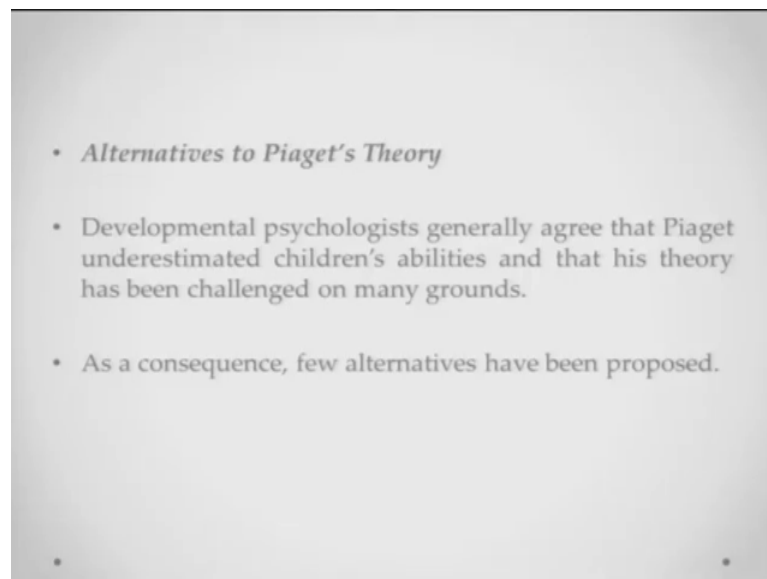 • Alternatives to Piaget's Theory
• Developmental psychologists generally agree that Piaget
underestimated children's abilities and that his theory
has been challenged on many grounds.
• As a consequence, few alternatives have been proposed.